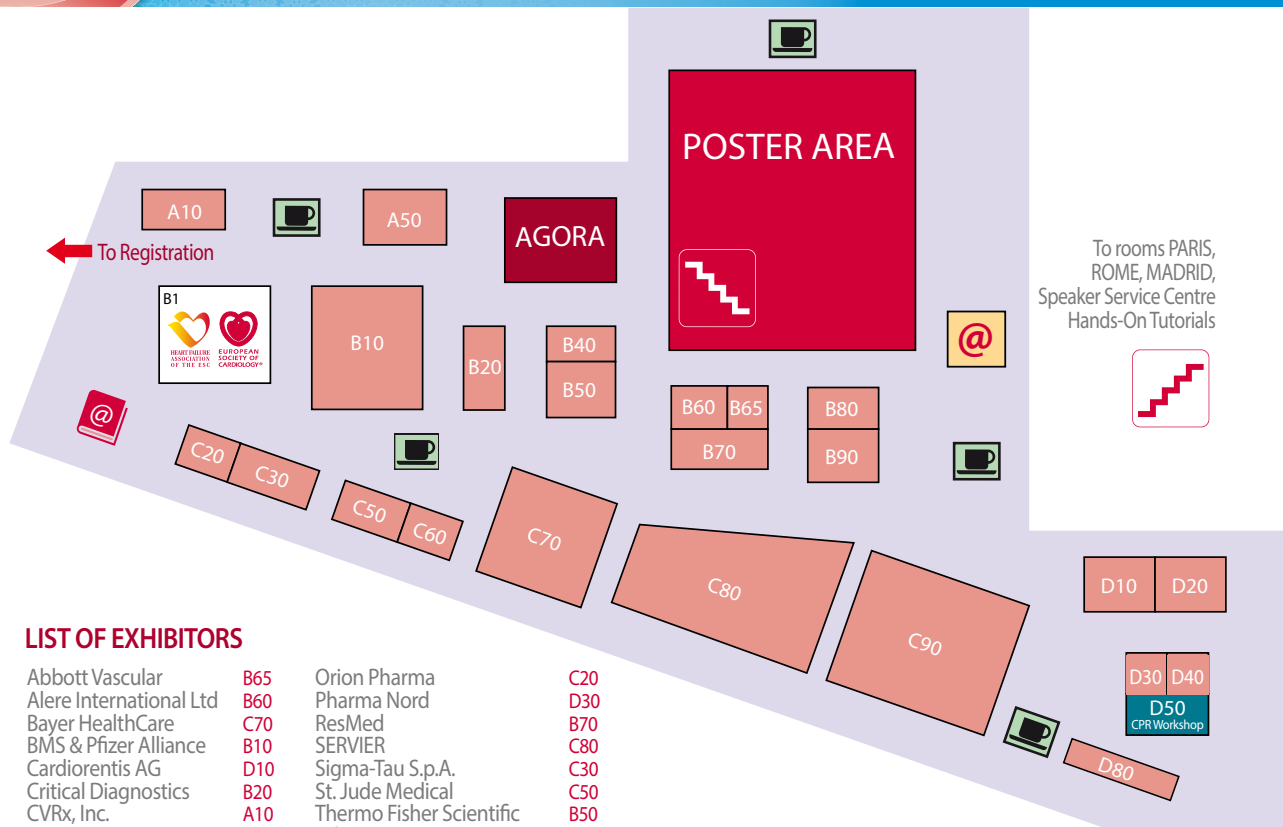 POSTER AREA
A10
A50
AGORA
To Registration
To rooms PARIS,
ROME, MADRID,
Speaker Service Centre
Hands-On Tutorials
B1
HEART FAILURE
ASSOCIATION
OF THE ESC
EUROPEAN
SOCIETY OF
CARDIOLOGY®
B10
B20
B40
B50
@
B60
B65
B70
B80
B90
@
C20
C30
C50
C60
C70
C80
C90
D10
D20
D30
D40
D50
CPR Workshop
D80
LIST OF EXHIBITORS
Abbott Vascular B65
Alere International Ltd B60
Bayer HealthCare C70
BMS & Pfizer Alliance B10
Cardiorentis AG D10
Critical Diagnostics B20
CVRx, Inc. A10
Orion Pharma C20
Pharma Nord D30
ResMed B70
SERVIER C80
Sigma-Tau S.p.A. C30
St. Jude Medical C50
Thermo Fisher Scientific B50